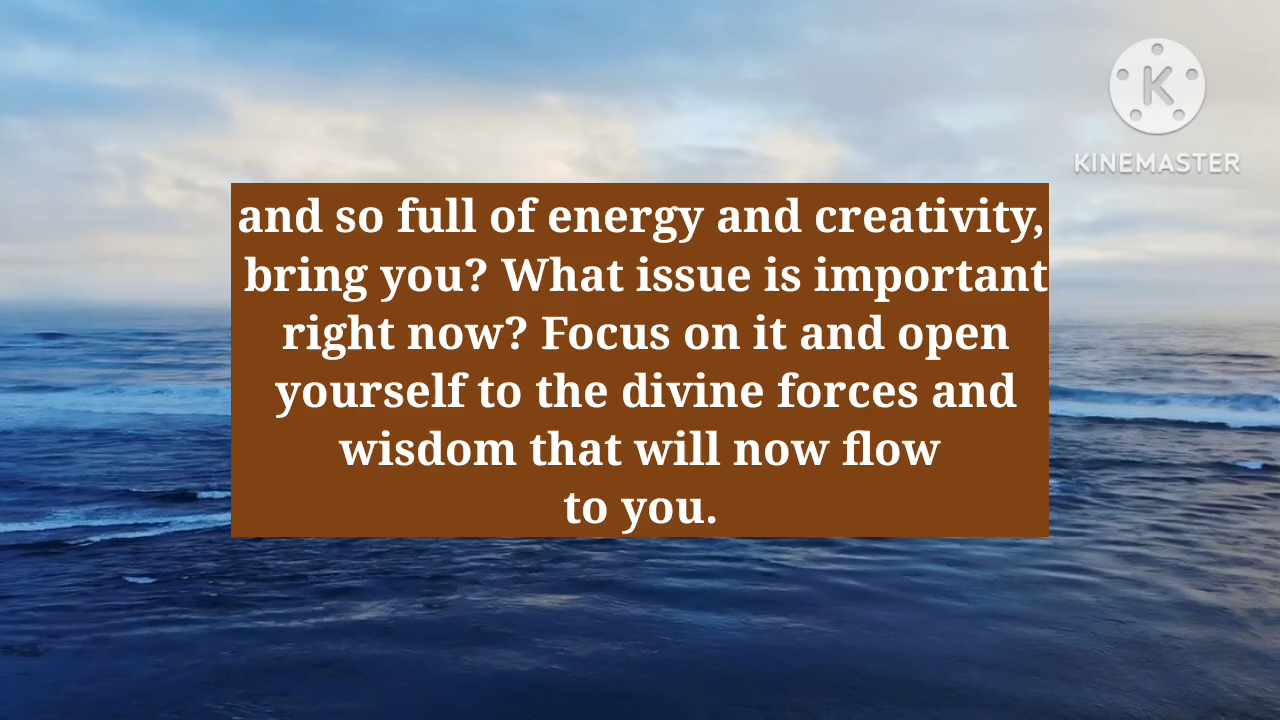 KINEMASTER
and so full of energy and creativity,
bring you? What issue is important
right now? Focus on it and open
yourself to the divine forces and
wisdom that will now flow
to you.